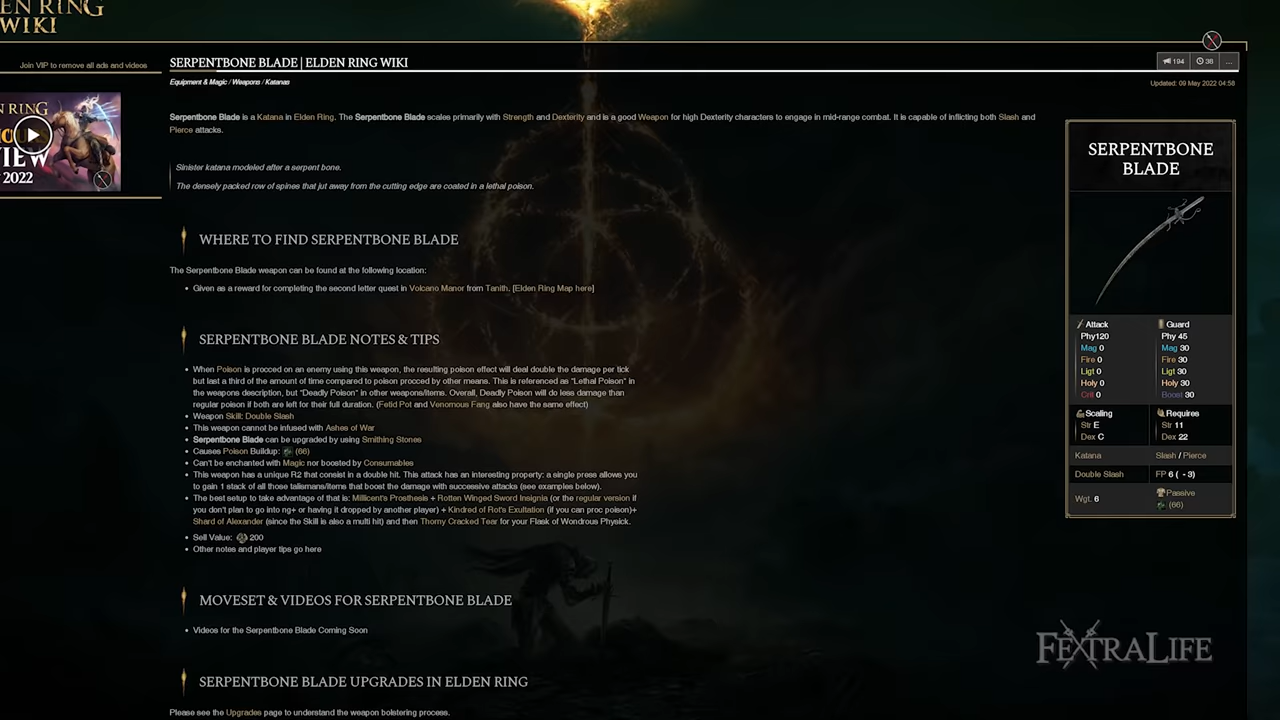 EN RING
WIKI
Join VIP to remove all ads and videos
SERPENTBONE BLADE | ELDEN RING WIKI
194 38 ...
Equipment & Magic / Weapons / Katanas
Updated: 09 May 2022 04:58
N RING
VIEW
2022
Serpentbone Blade is a Katana in Elden Ring. The Serpentbone Blade scales primarily with Strength and Dexterity and is a good Weapon for high Dexterity characters to engage in mid-range combat. It is capable of inflicting both Slash and
Pierce attacks.
Sinister katana modeled after a serpent bone.
The densely packed row of spines that jut away from the cutting edge are coated in a lethal poison.
WHERE TO FIND SERPENTBONE BLADE
The Serpentbone Blade weapon can be found at the following location:
• Given as a reward for completing the second letter quest in Volcano Manor from Tanith. [Elden Ring Map here]
SERPENTBONE BLADE NOTES & TIPS
• When Poison is procced on an enemy using this weapon, the resulting poison effect will deal double the damage per tick
but last a third of the amount of time compared to poison procced by other means. This is referenced as "Lethal Poison" in
the weapons description, but "Deadly Poison" in other weapons/items. Overall, Deadly Poison will do less damage than
regular poison if both are left for their full duration. (Fetid Pot and Venomous Fang also have the same effect)
• Weapon Skill: Double Slash
• This weapon cannot be infused with Ashes of War
• Serpentbone Blade can be upgraded by using Smithing Stones
• Causes Poison Buildup: (66)
• Can't be enchanted with Magic nor boosted by Consumables
• This weapon has a unique R2 that consist in a double hit. This attack has an interesting property: a single press allows you
to gain 1 stack of all those talismans/items that boost the damage with successive attacks (see examples below).
• The best setup to take advantage of that is: Millicent's Prosthesis + Rotten Winged Sword Insignia (or the regular version if
you don't plan to go into ng+ or having it dropped by another player) + Kindred of Rot's Exultation (if you can proc poison)+
Shard of Alexander (since the Skill is also a multi hit) and then Thorny Cracked Tear for your Flask of Wondrous Physick.
• Sell Value: 200
• Other notes and player tips go here
MOVESET & VIDEOS FOR SERPENTBONE BLADE
• Videos for the Serpentbone Blade Coming Soon
SERPENTBONE BLADE UPGRADES IN ELDEN RING
Please see the Upgrades page to understand the weapon bolstering process.
SERPENTBONE
BLADE
Attack Guard
Phy120 Phy 45
Mag 0 Mag 30
Fire 0 Fire 30
Ligt 0 Ligt 30
Holy 0 Holy 30
Crit 0 Boost 30
Scaling Requires
Str E Str 11
Dex C Dex 22
Katana Slash / Pierce
Double Slash FP 6 ( - 3)
Wgt. 6 Passive
(66)
FEXTRALIFE